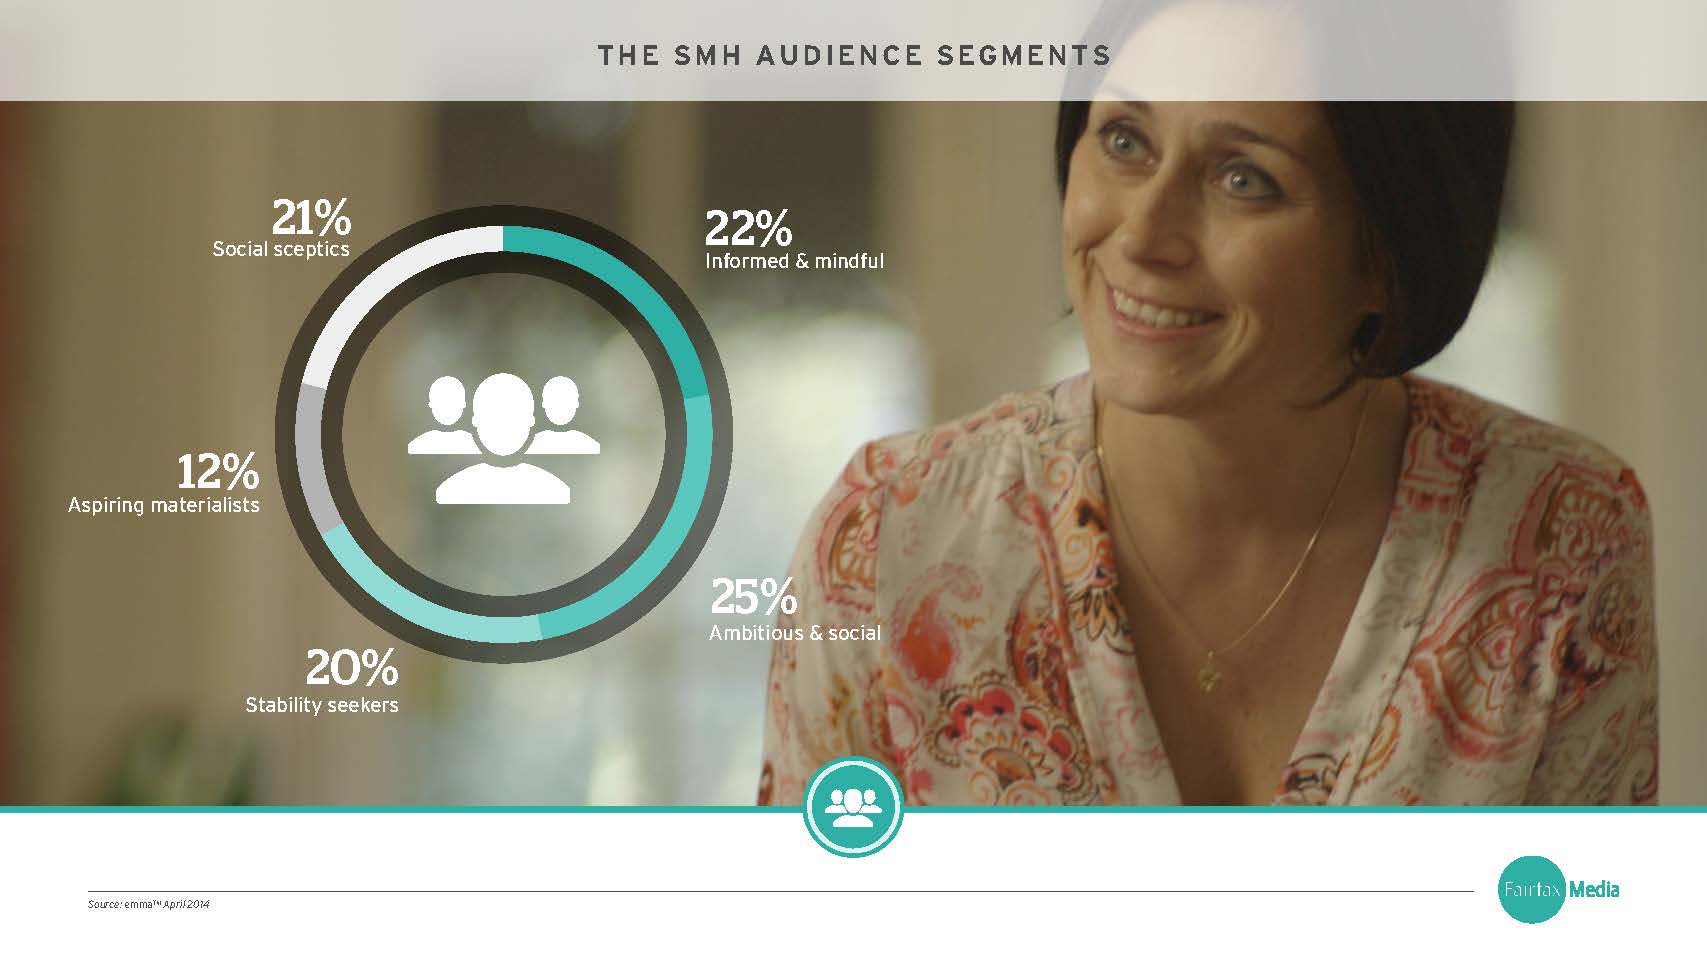 THE SMH AUDIENCE SEGMENTS
21%
Social sceptics
22%
Informed & mindful
12%
Aspiring materialists
25%
Ambitious & social
20%
Stability seekers
Source: emma™ April 2014
Fairfax Media